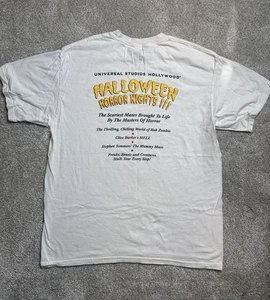 UNIVERSAL STUDIOS HOLLYWOOD
HALLOWEEN
HORROR NIGHTS III
The Scariest Mazes Brought To Life
By The Masters Of Horror
The Thrilling, Chilling World of Rob Zombie
Clive Barker's HELL
Stephen Sommers' The Mummy Maze
Freaks, Beasts and Creatures
Stalk Your Every Step!